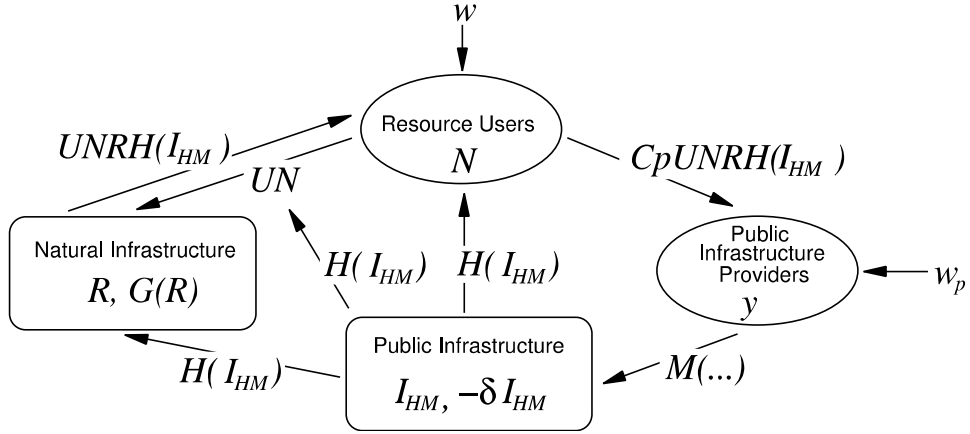 w
Resource Users
N
UNRH(I_HM)
UN
CpUNRH(I_HM)
Natural Infrastructure
R, G(R)
H(I_HM)
H(I_HM)
Public
Infrastructure
Providers
y
w_p
H(I_HM)
Public Infrastructure
I_HM, −δ I_HM
M(...)